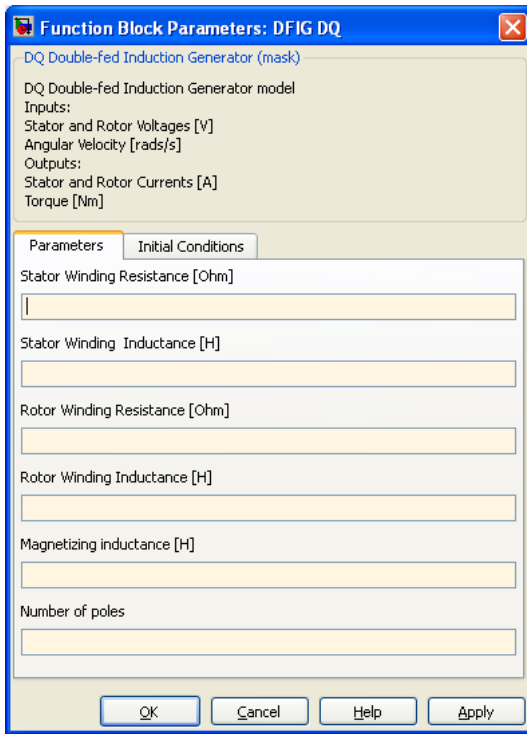 Function Block Parameters: DFIG DQ
DQ Double-fed Induction Generator (mask)
DQ Double-fed Induction Generator model
Inputs:
Stator and Rotor Voltages [V]
Angular Velocity [rads/s]
Outputs:
Stator and Rotor Currents [A]
Torque [Nm]
Parameters Initial Conditions
Stator Winding Resistance [Ohm]
Stator Winding  Inductance [H]
Rotor Winding Resistance [Ohm]
Rotor Winding Inductance [H]
Magnetizing inductance [H]
Number of poles
OK Cancel Help Apply